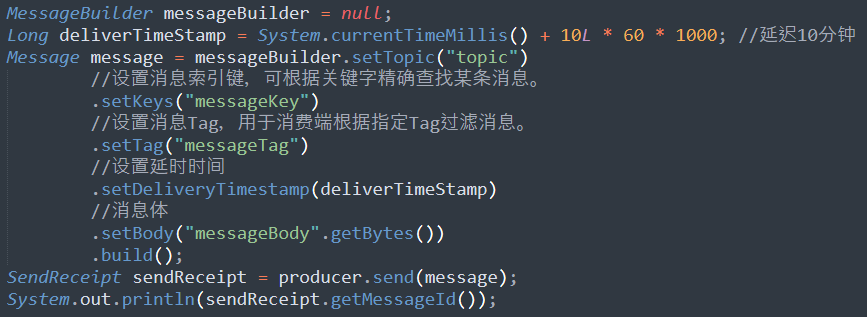 MessageBuilder messageBuilder = null;
Long deliverTimeStamp = System.currentTimeMillis() + 10L * 60 * 1000; //延迟10分钟
Message message = messageBuilder.setTopic("topic")
        //设置消息索引键，可根据关键字精确查找某条消息。
        .setKeys("messageKey")
        //设置消息Tag，用于消费端根据指定Tag过滤消息。
        .setTag("messageTag")
        //设置延时时间
        .setDeliveryTimestamp(deliverTimeStamp)
        //消息体
        .setBody("messageBody".getBytes())
        .build();
SendReceipt sendReceipt = producer.send(message);
System.out.println(sendReceipt.getMessageId());